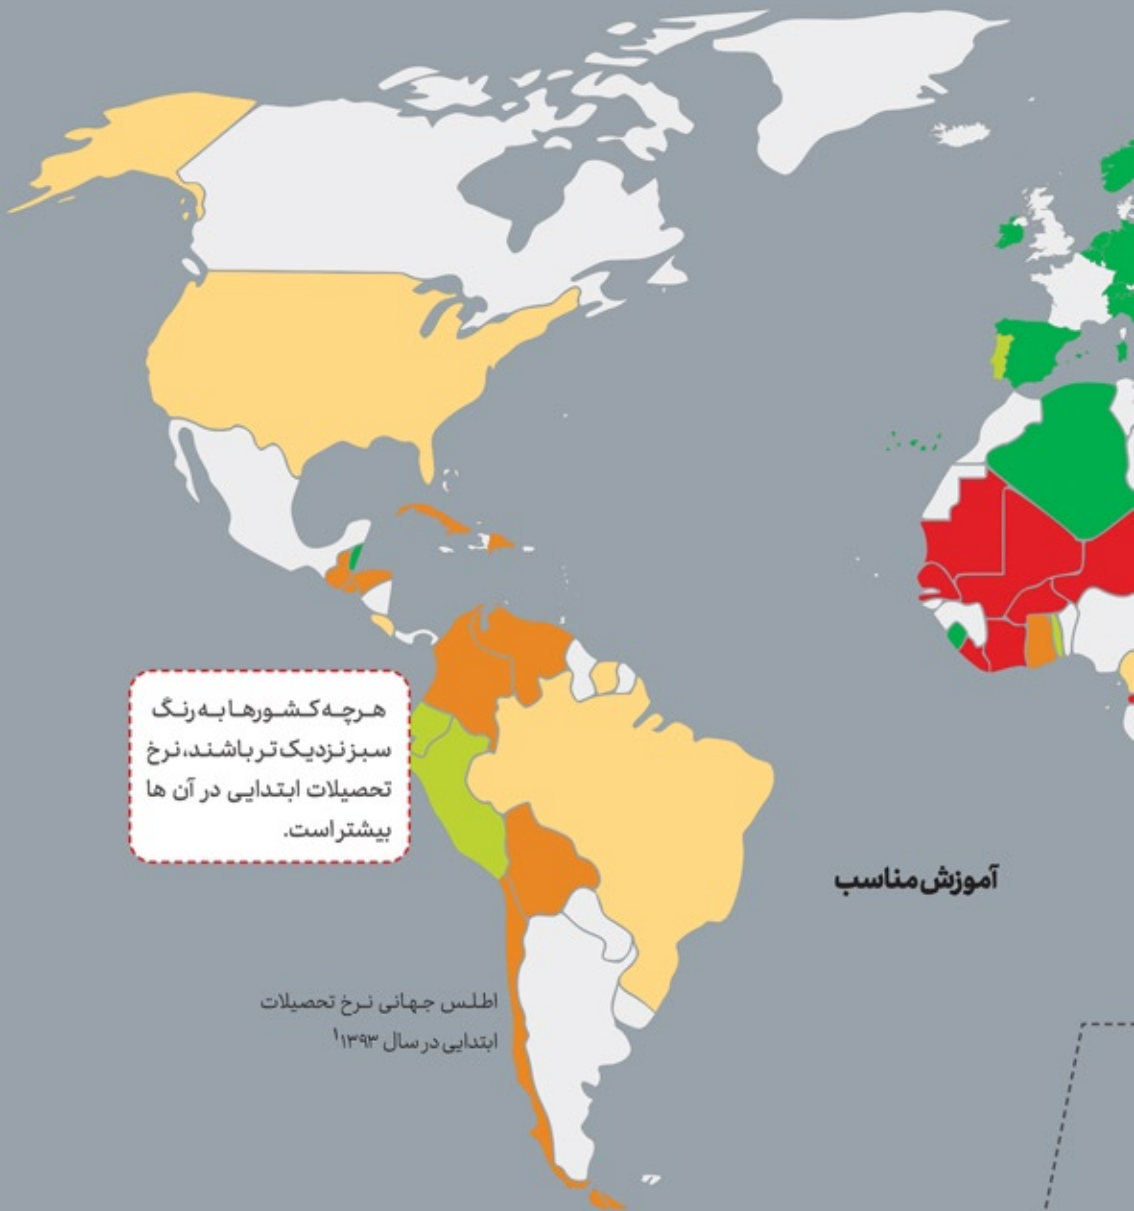 هرچه کشورها به رنگ
سبز نزدیک‌تر باشند، نرخ
تحصیلات ابتدایی در آن ها
بیشتر است.
آموزش مناسب
اطلس جهانی نرخ تحصیلات
ابتدایی در سال ۱۳۹۳۱